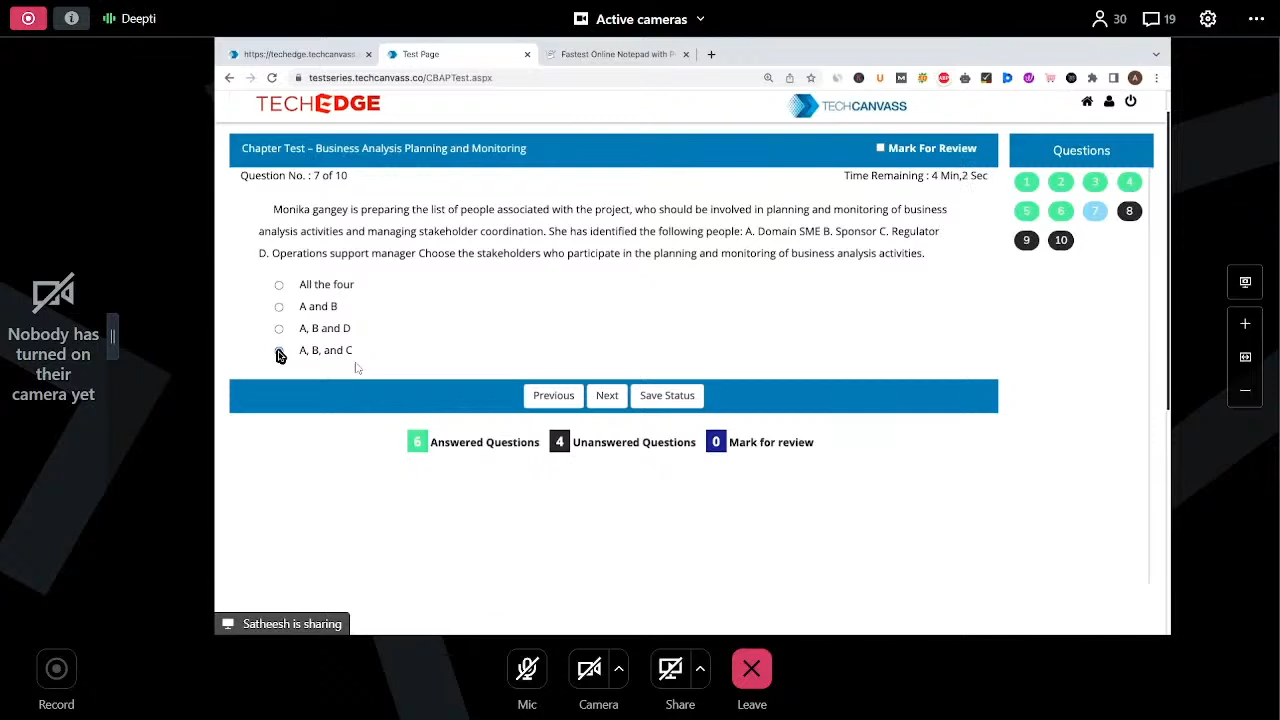 Deepti
Active cameras
30
19
https://techedge.techcanvass
Test Page
Fastest Online Notepad with P
testseries.techcanvass.co/CBAPTest.aspx
TECHEDGE
TECHCANVASS
Chapter Test – Business Analysis Planning and Monitoring
Mark For Review
Questions
Question No. : 7 of 10
Time Remaining : 4 Min,2 Sec
1 2 3 4
5 6 7 8
9 10
Monika gangey is preparing the list of people associated with the project, who should be involved in planning and monitoring of business
analysis activities and managing stakeholder coordination. She has identified the following people: A. Domain SME B. Sponsor C. Regulator
D. Operations support manager Choose the stakeholders who participate in the planning and monitoring of business analysis activities.
All the four
A and B
A, B and D
A, B, and C
Nobody has
turned on
their
camera yet
Previous
Next
Save Status
6 Answered Questions
4 Unanswered Questions
0 Mark for review
Satheesh is sharing
Record
Mic
Camera
Share
Leave